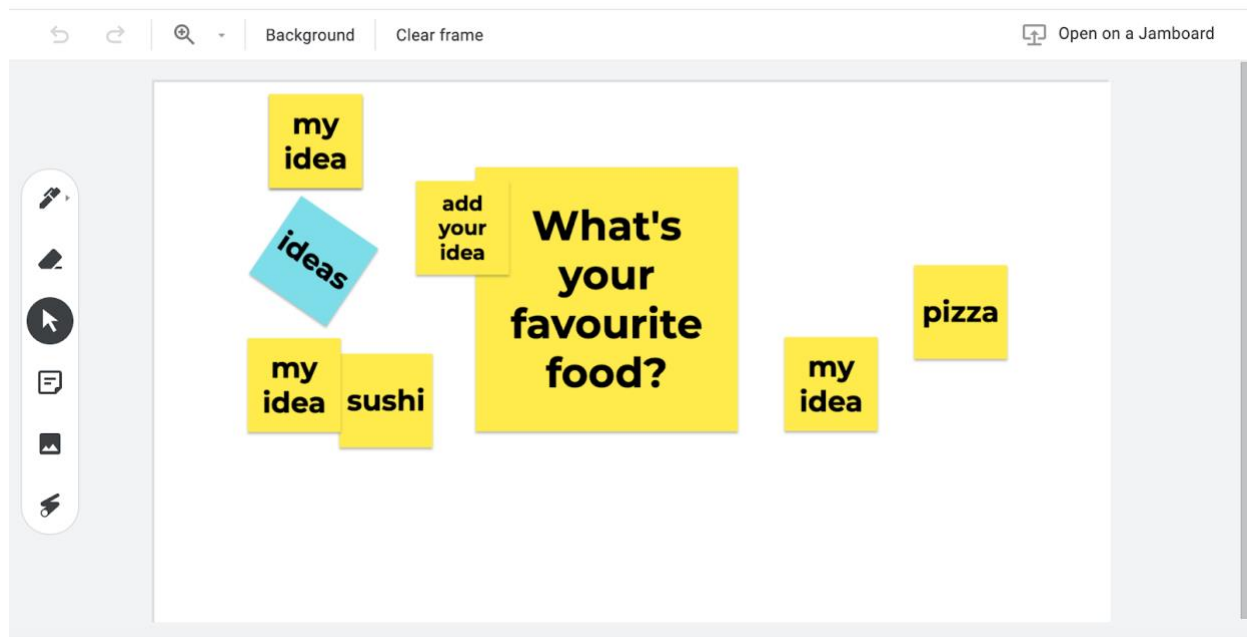 Background
Clear frame
Open on a Jamboard
my
idea
ideas
add
your
idea
What's
your
favourite
food?
my
idea
sushi
my
idea
pizza